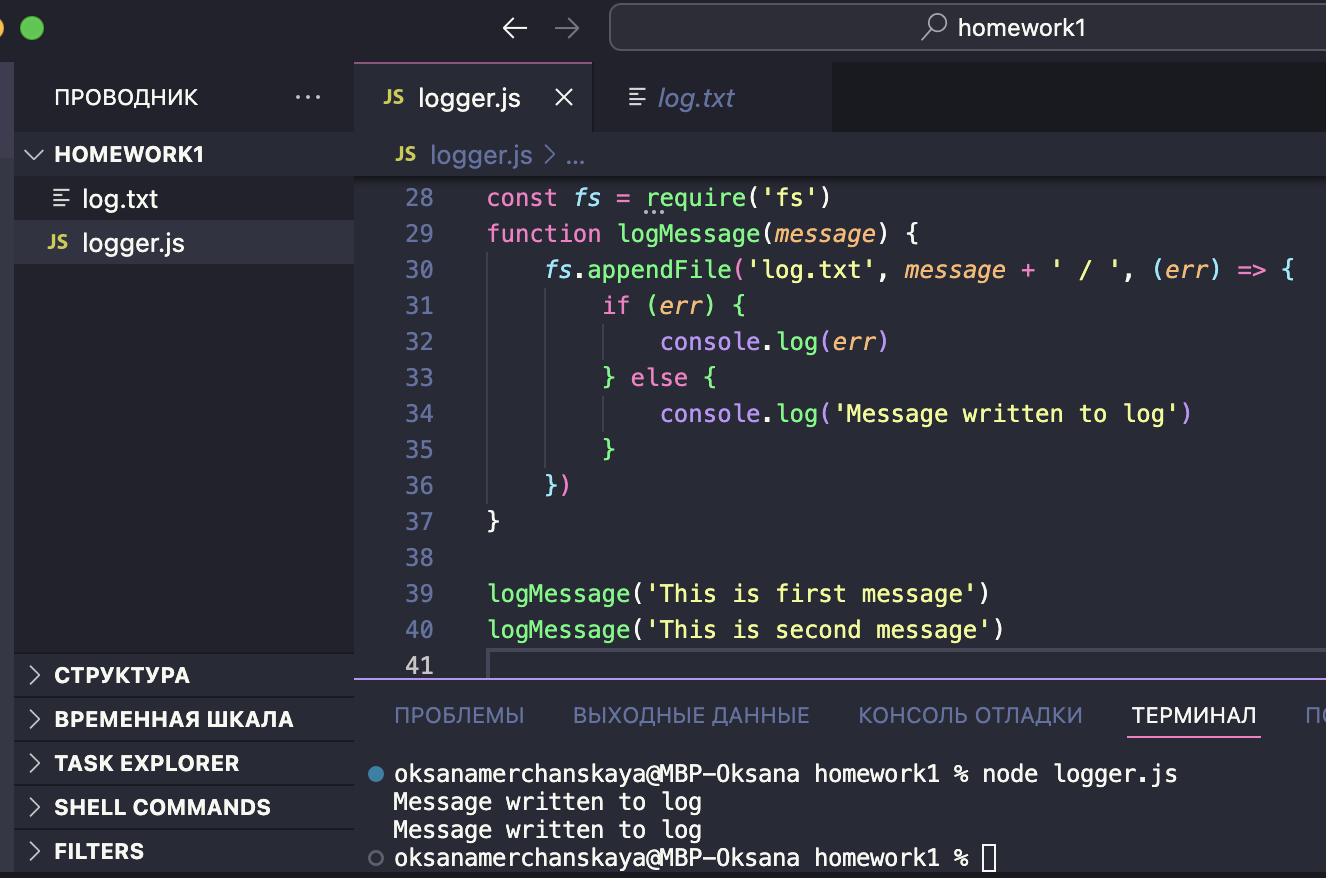 homework1
ПРОВОДНИК ...
JS logger.js
log.txt
HOMEWORK1
log.txt
JS logger.js
СТРУКТУРА
ВРЕМЕННАЯ ШКАЛА
TASK EXPLORER
SHELL COMMANDS
FILTERS
JS logger.js > ...
28 const fs = require('fs')
29 function logMessage(message) {
30 fs.appendFile('log.txt', message + ' / ', (err) => {
31 if (err) {
32 console.log(err)
33 } else {
34 console.log('Message written to log')
35 }
36 })
37 }
38
39 logMessage('This is first message')
40 logMessage('This is second message')
41
ПРОБЛЕМЫ ВЫХОДНЫЕ ДАННЫЕ КОНСОЛЬ ОТЛАДКИ ТЕРМИНАЛ
oksanamerchanskaya@MBP-Oksana homework1 % node logger.js
Message written to log
Message written to log
oksanamerchanskaya@MBP-Oksana homework1 %